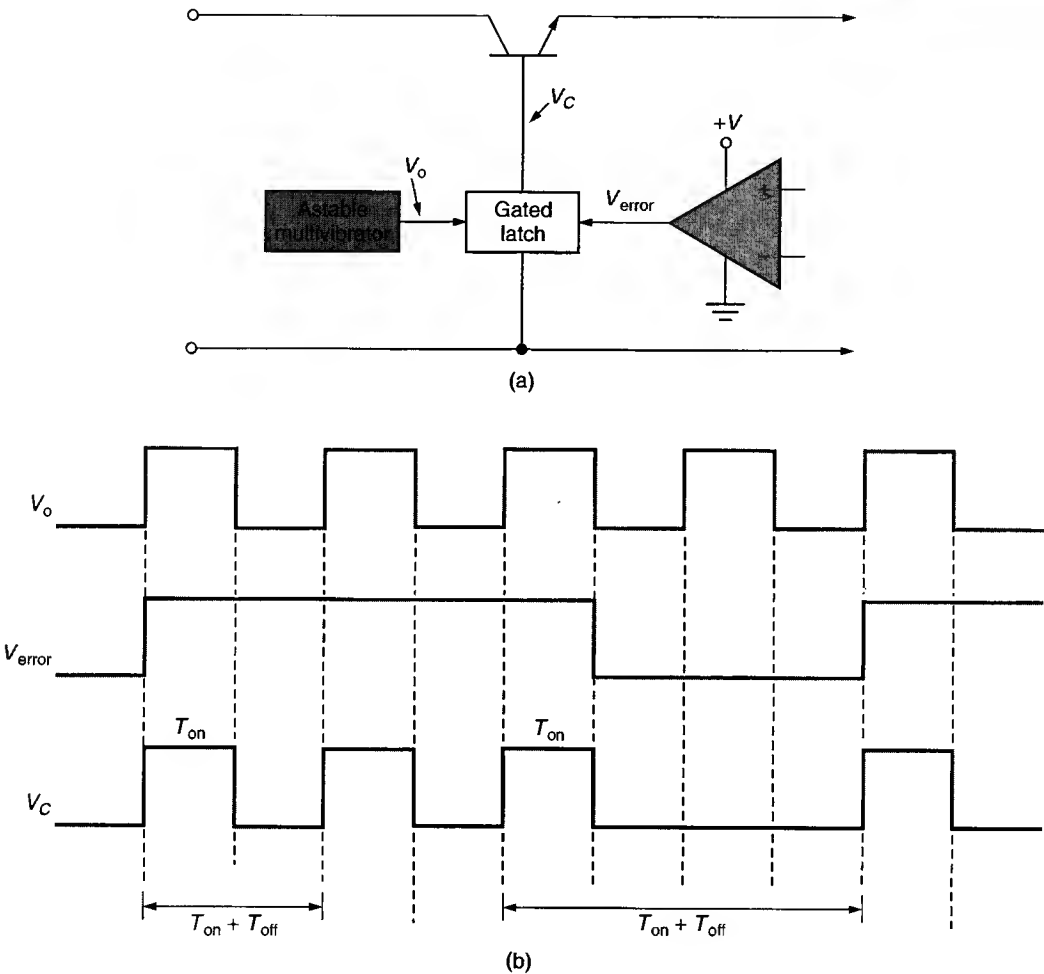 V_C
+V
V_o
Astable
multivibrator
Gated
latch
V_error
+
−
(a)
V_o
V_error
T_on
T_on
V_C
T_on + T_off
T_on + T_off
(b)